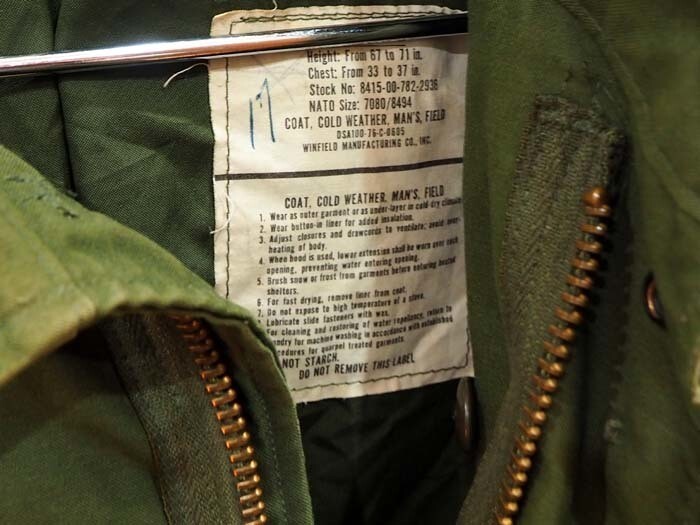 Height: From 67 to 71 in.
Chest: From 33 to 37 in.
Stock No: 8415-00-782-2936
NATO Size: 7080/8494
COAT, COLD WEATHER, MAN'S, FIELD
DSA100-76-C-0605
WINFIELD MANUFACTURING CO., INC.
17
COAT, COLD WEATHER, MAN'S, FIELD
1. Wear as outer garment or as under-layer in cold-dry
2. Wear button-in liner for added insulation.
3. Adjust closures and drawcords to ventilate; avoid over-
heating of body.
4. When hood is used, lower extension shall be worn over coat
opening, preventing water entering opening.
5. Brush snow or frost from garments before entering heated
shelters.
6. For fast drying, remove liner from coat.
7. Do not expose to high temperature of a stove.
Lubricate slide fasteners with wax.
For cleaning and restoring of water repellency, return to
andry for machine washing in accordance with established
cedures for quarpel treated garments.
NOT STARCH.
DO NOT REMOVE THIS LABEL